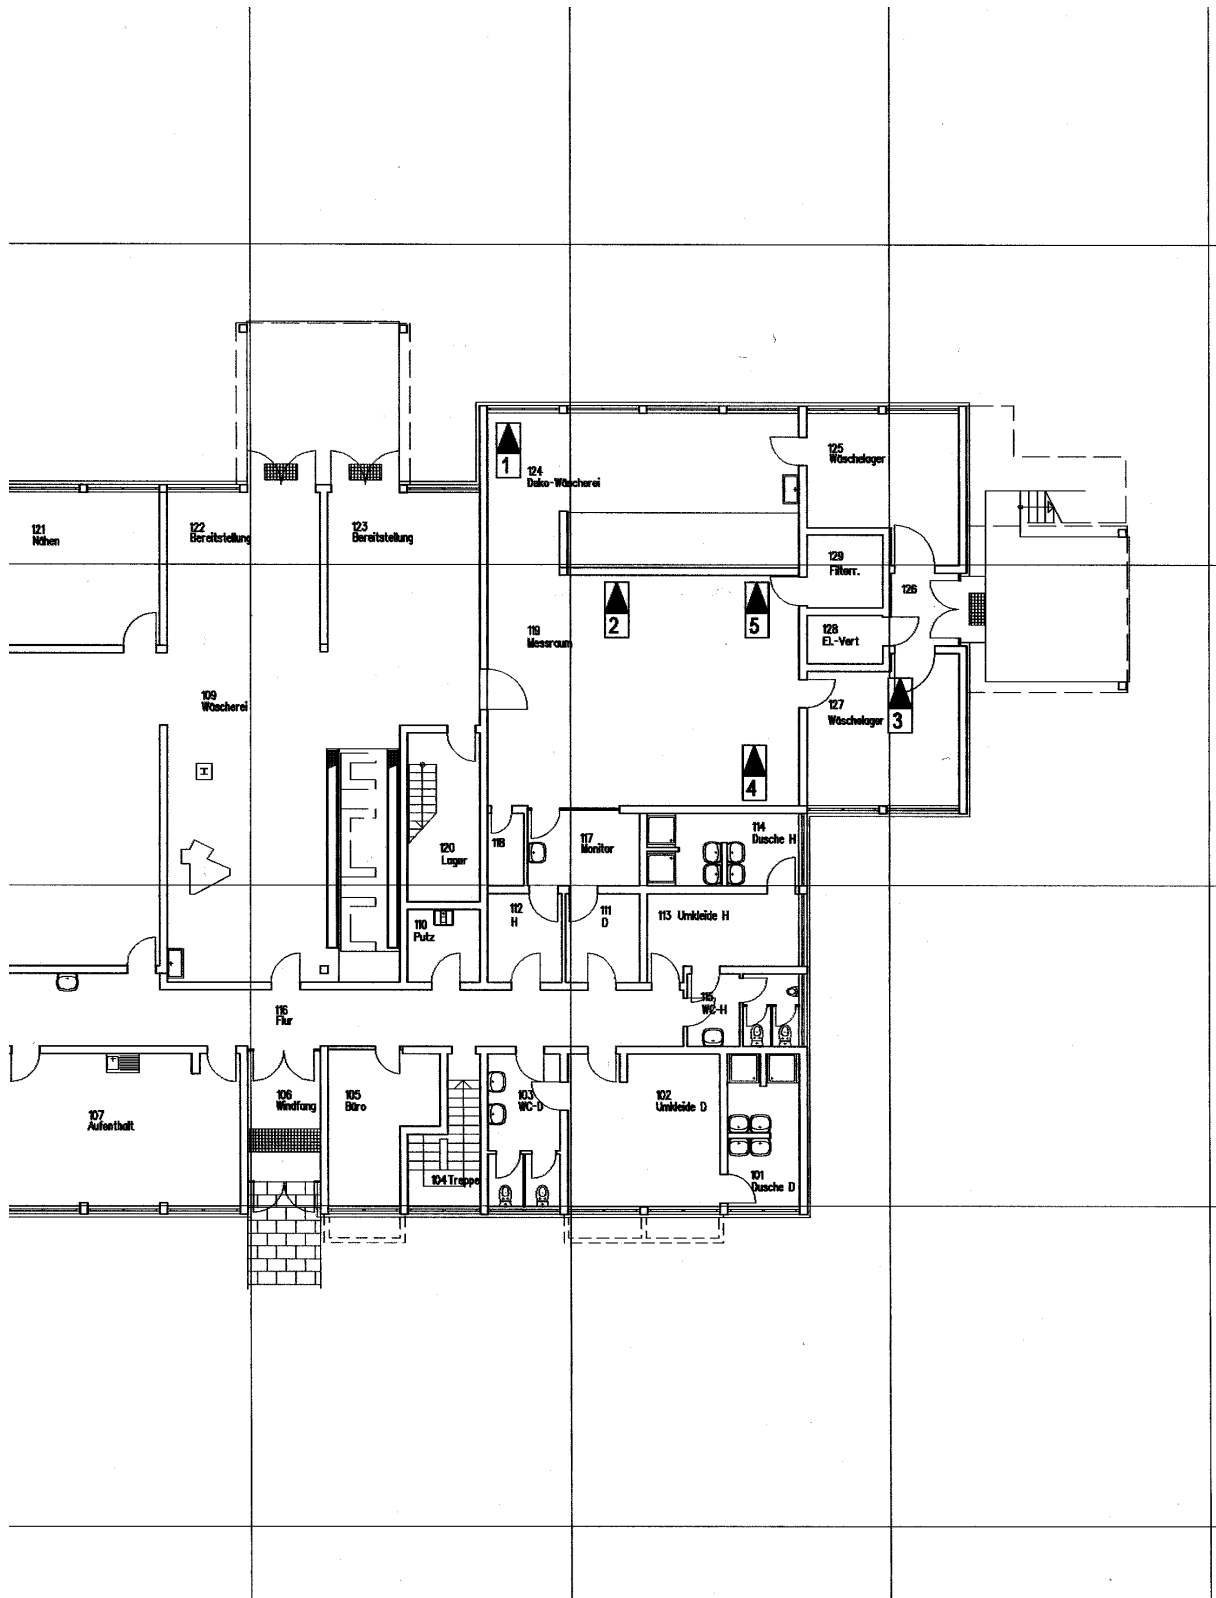 1
124
Deko-Wäscherei
125
Wäschelager
121
Nähen
122
Bereitstellung
123
Bereitstellung
129
Filterr.
126
2
5
119
Messraum
128
El.-Vert
109
Wäscherei
127
Wäschelager
3
4
120
Lager
118
117
Monitor
114
Dusche H
110
Putz
112
H
111
D
113 Umkleide H
115
WC-H
116
Flur
107
Aufenthalt
106
Windfang
105
Büro
103
WC-D
102
Umkleide D
104 Treppe
101
Dusche D